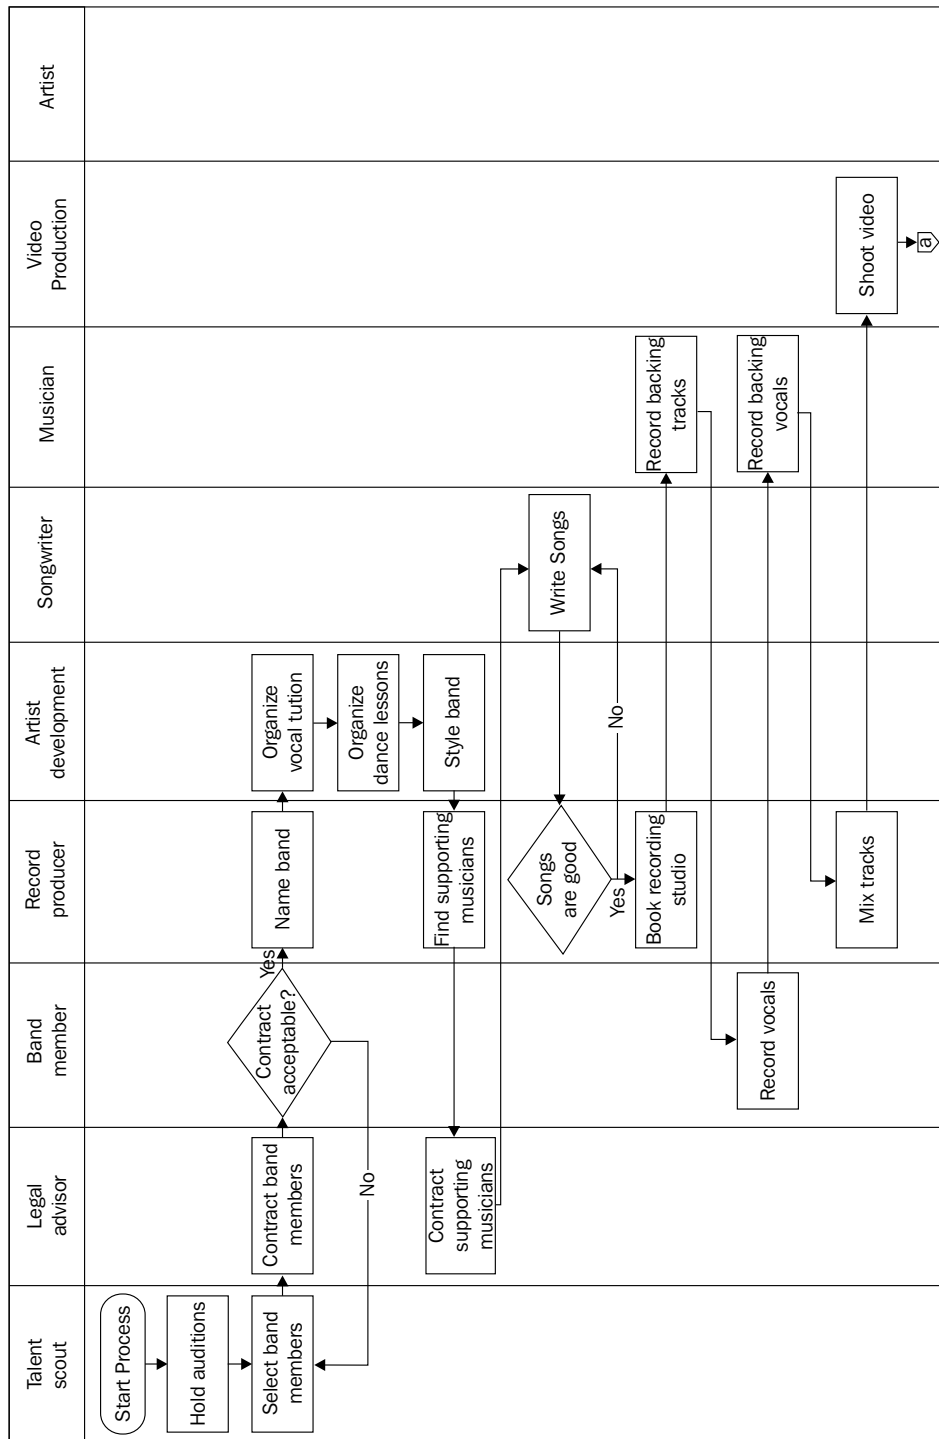 Talent
scout
Legal
advisor
Band
member
Record
producer
Artist
development
Songwriter
Musician
Video
Production
Artist
Start Process
Hold auditions
Select band
members
Contract band
members
Contract
acceptable?
Yes
No
Name band
Organize
vocal tution
Organize
dance lessons
Style band
Find supporting
musicians
Contract
supporting
musicians
Write Songs
Songs
are good
No
Yes
Book recording
studio
Record backing
tracks
Record vocals
Record backing
vocals
Mix tracks
Shoot video
a